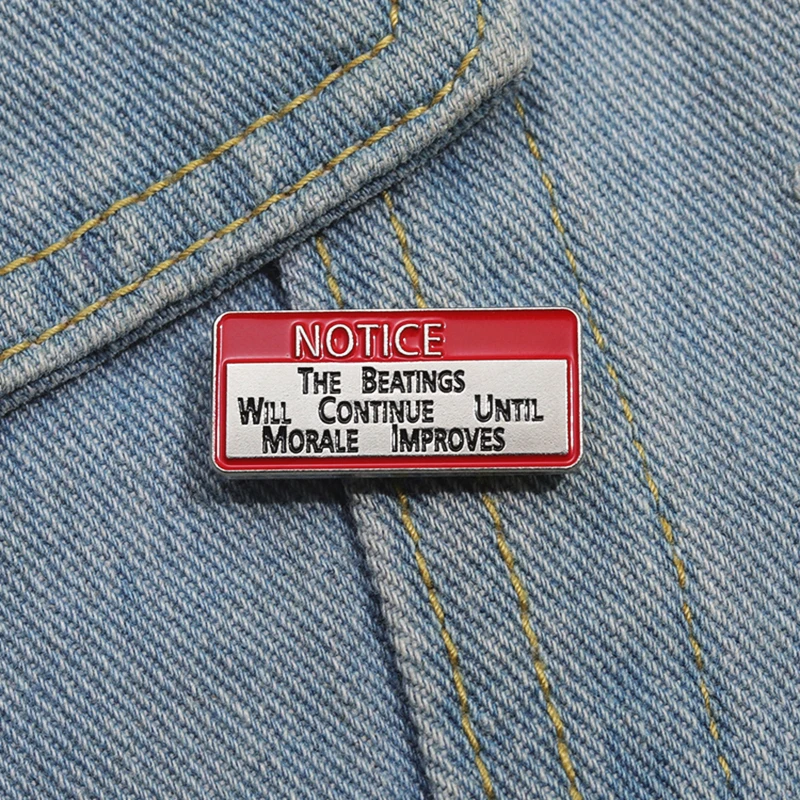 NOTICE
The Beatings
Will Continue Until
Morale Improves